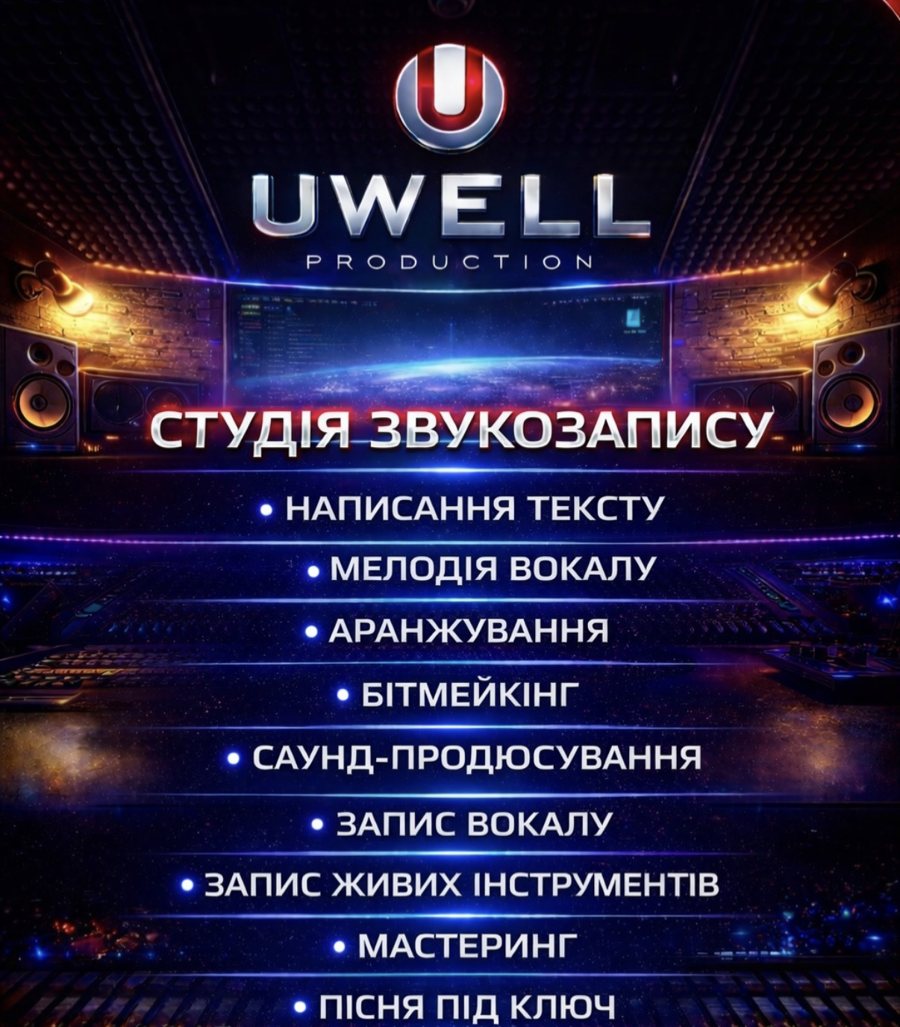 U
UWELL
PRODUCTION
СТУДІЯ ЗВУКОЗАПИСУ
• НАПИСАННЯ ТЕКСТУ
• МЕЛОДІЯ ВОКАЛУ
• АРАНЖУВАННЯ
• БІТМЕЙКІНГ
• САУНД-ПРОДЮСУВАННЯ
• ЗАПИС ВОКАЛУ
• ЗАПИС ЖИВИХ ІНСТРУМЕНТІВ
• МАСТЕРИНГ
• ПІСНЯ ПІД КЛЮЧ